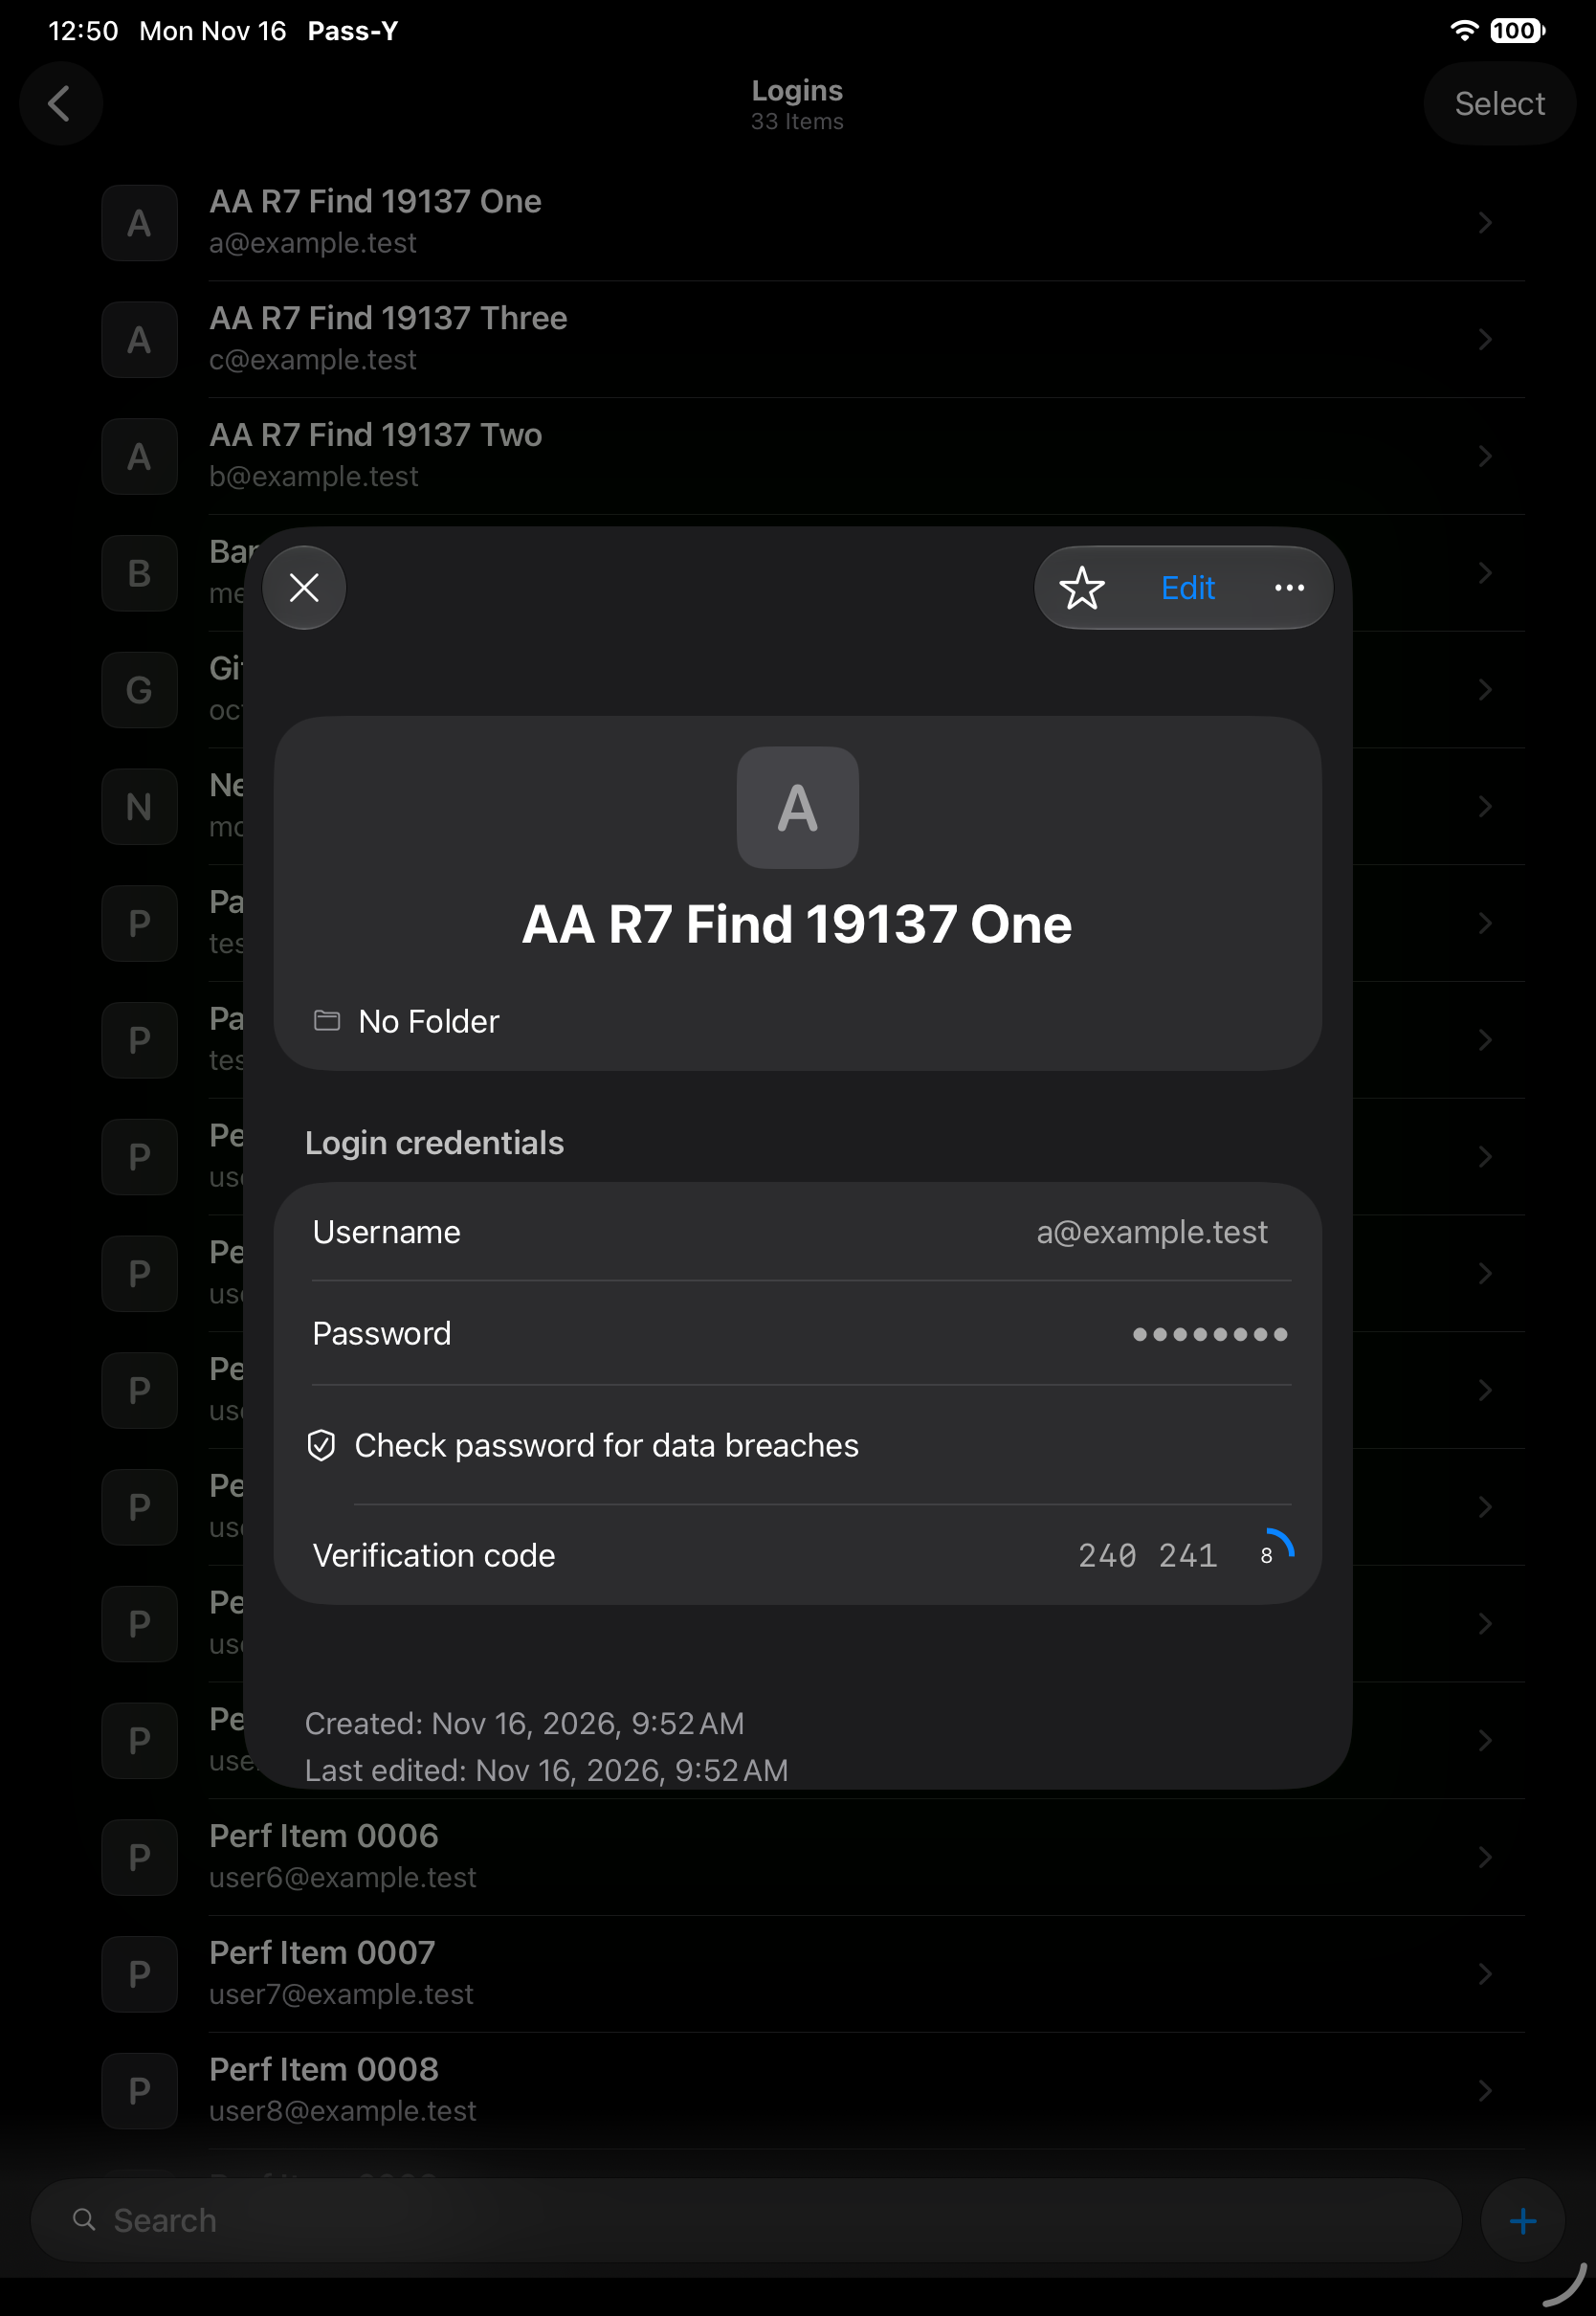 12:50 Mon Nov 16 Pass-Y
100
Logins
33 Items
Select
A
AA R7 Find 19137 One
a@example.test
A
AA R7 Find 19137 Three
c@example.test
A
AA R7 Find 19137 Two
b@example.test
B
G
N
P
P
P
P
P
P
P
P
Edit
A
AA R7 Find 19137 One
No Folder
Login credentials
Username a@example.test
Password ••••••••
Check password for data breaches
Verification code 240 241 8
Created: Nov 16, 2026, 9:52 AM
Last edited: Nov 16, 2026, 9:52 AM
P
Perf Item 0006
user6@example.test
P
Perf Item 0007
user7@example.test
P
Perf Item 0008
user8@example.test
Search